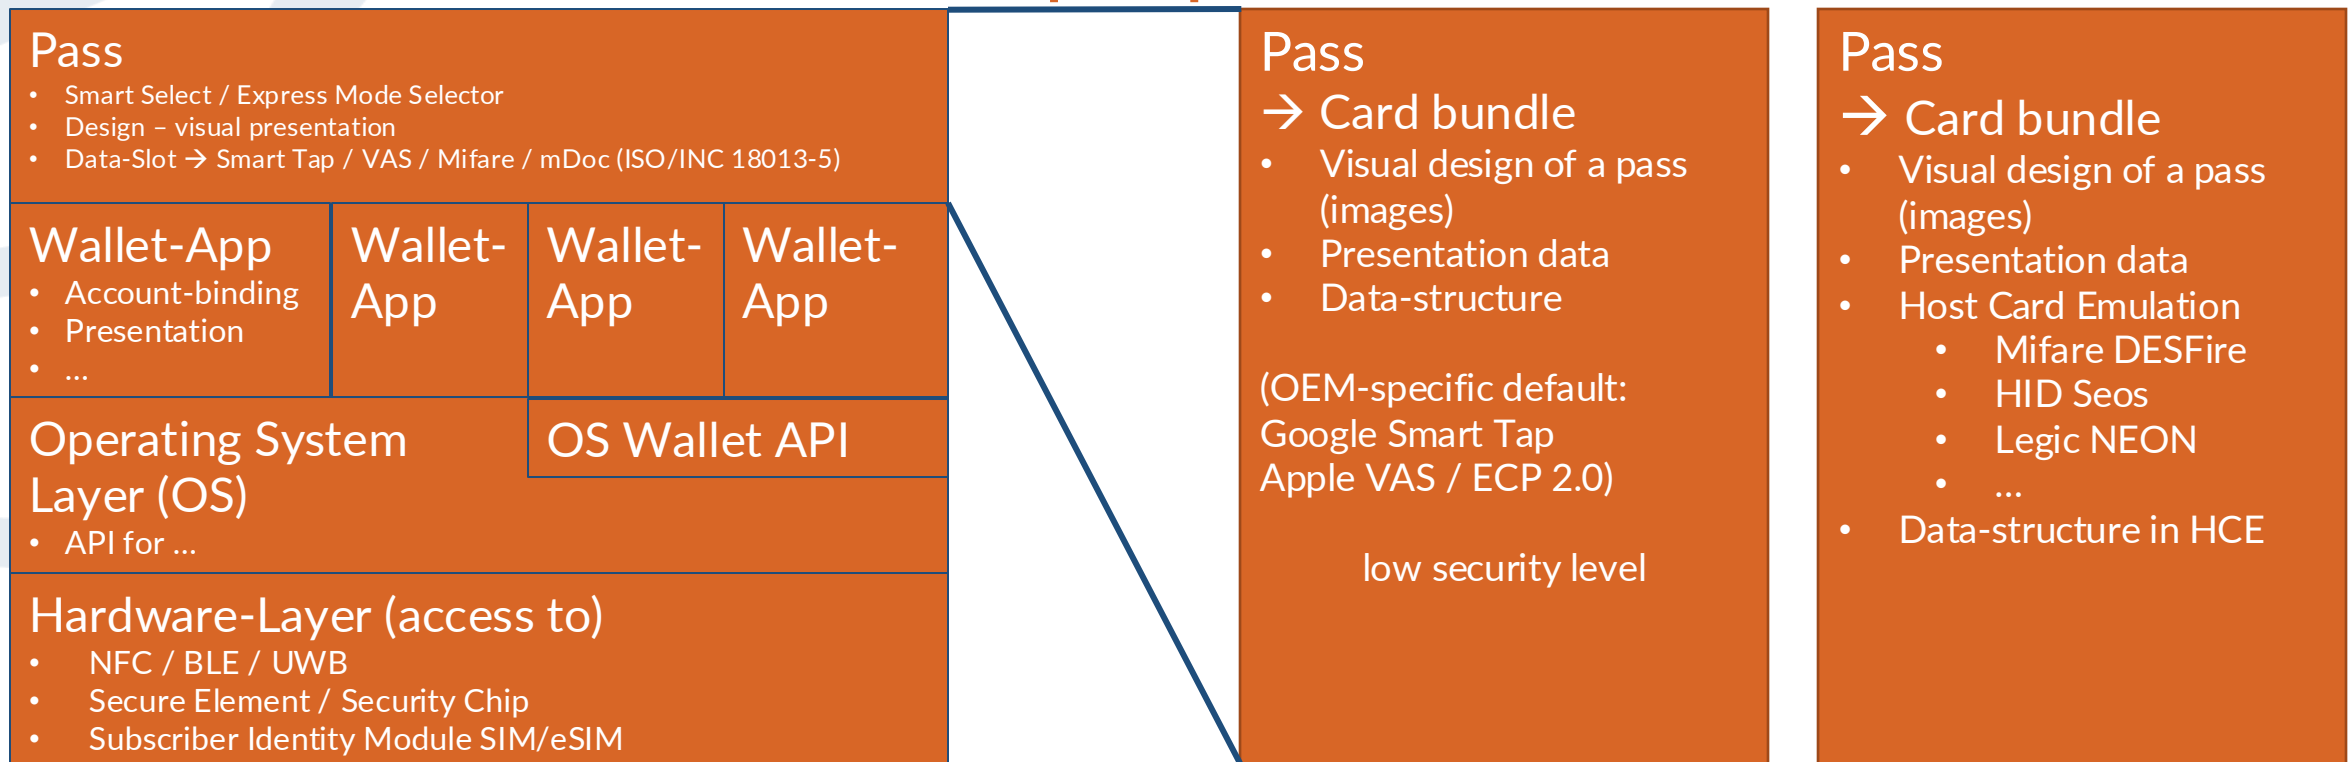 Pass
• Smart Select / Express Mode Selector
• Design – visual presentation
• Data-Slot → Smart Tap / VAS / Mifare / mDoc (ISO/INC 18013-5)
Wallet-App
• Account-binding
• Presentation
• ...
Wallet-
App
Wallet-
App
Wallet-
App
Operating System
Layer (OS)
• API for ...
OS Wallet API
Hardware-Layer (access to)
• NFC / BLE / UWB
• Secure Element / Security Chip
• Subscriber Identity Module SIM/eSIM
Pass
→ Card bundle
• Visual design of a pass
(images)
• Presentation data
• Data-structure
(OEM-specific default:
Google Smart Tap
Apple VAS / ECP 2.0)
low security level
Pass
→ Card bundle
• Visual design of a pass
(images)
• Presentation data
• Host Card Emulation
• Mifare DESFire
• HID Seos
• Legic NEON
• ...
• Data-structure in HCE